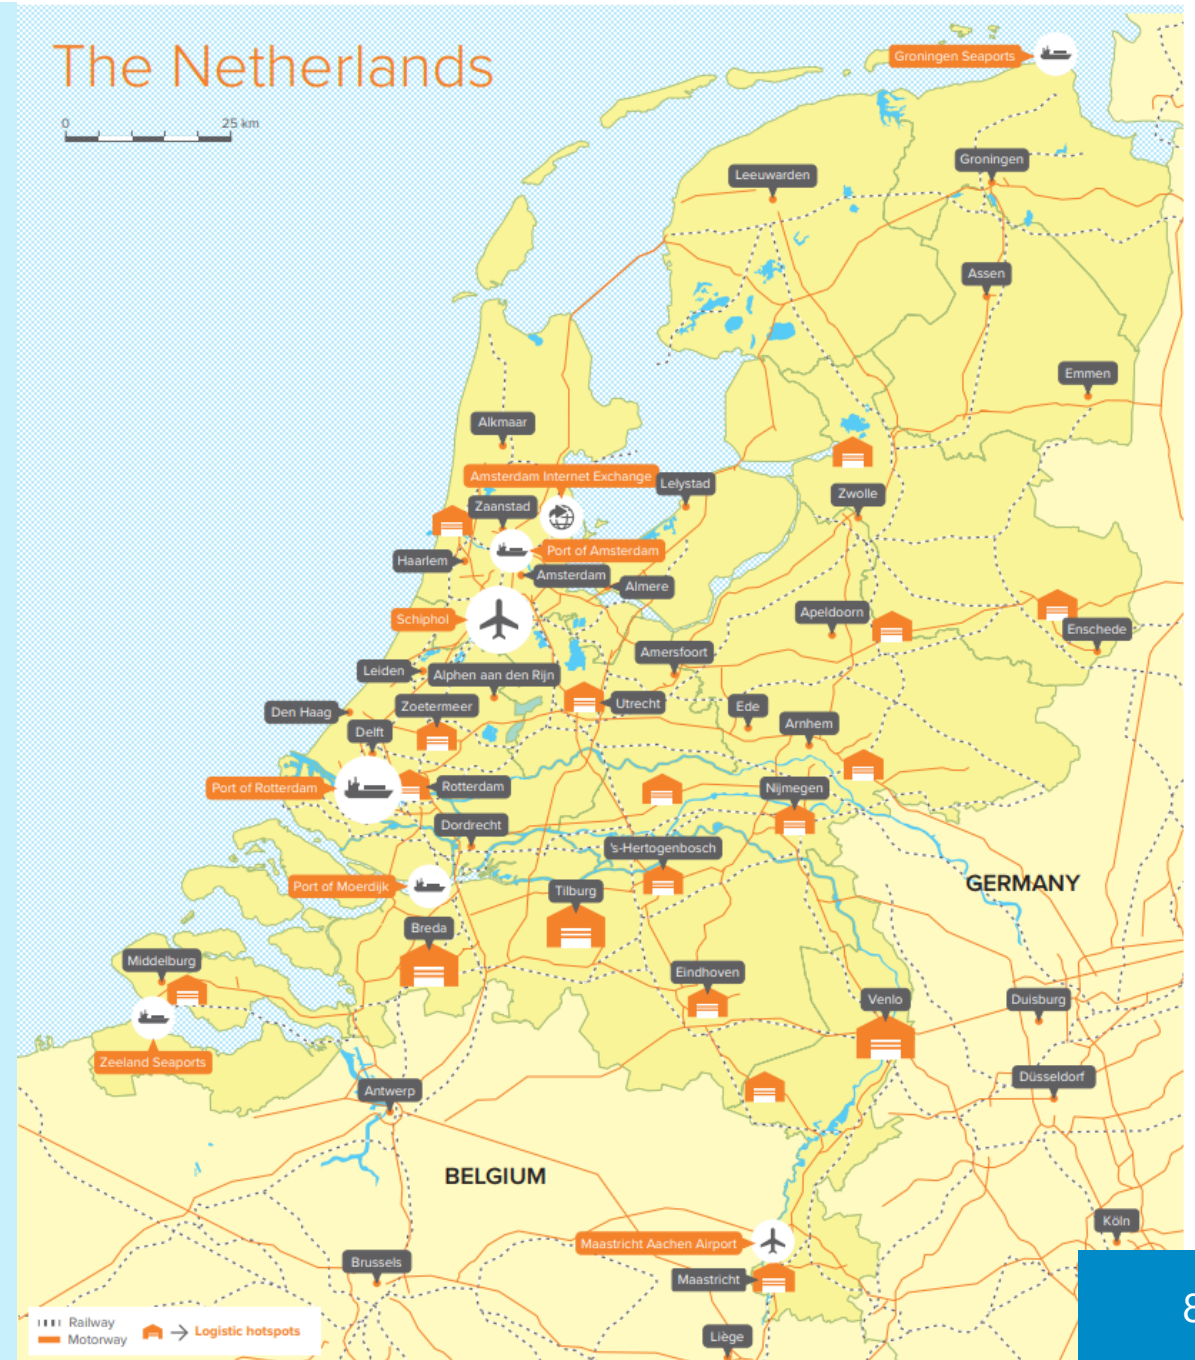 The Netherlands
0 25 km
Groningen Seaports
Groningen
Leeuwarden
Assen
Emmen
Alkmaar
Amsterdam Internet Exchange
Lelystad
Zwolle
Zaanstad
Port of Amsterdam
Haarlem
Amsterdam
Almere
Schiphol
Apeldoorn
Enschede
Amersfoort
Leiden
Alphen aan den Rijn
Utrecht
Den Haag
Zoetermeer
Ede
Arnhem
Delft
Port of Rotterdam
Rotterdam
Nijmegen
Dordrecht
's-Hertogenbosch
GERMANY
Port of Moerdijk
Tilburg
Breda
Middelburg
Eindhoven
Venlo
Duisburg
Zeeland Seaports
Düsseldorf
Antwerp
BELGIUM
Köln
Maastricht Aachen Airport
Brussels
Maastricht
Railway
Motorway
Logistic hotspots
Liège
8